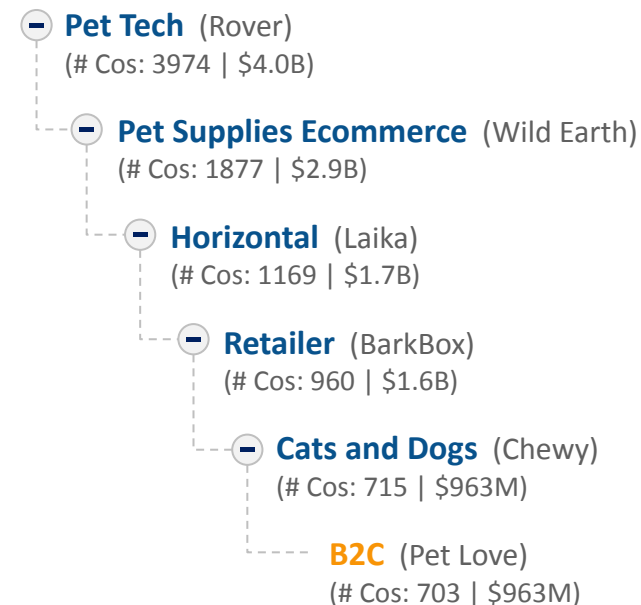 Pet Tech (Rover)
(# Cos: 3974 | $4.0B)
Pet Supplies Ecommerce (Wild Earth)
(# Cos: 1877 | $2.9B)
Horizontal (Laika)
(# Cos: 1169 | $1.7B)
Retailer (BarkBox)
(# Cos: 960 | $1.6B)
Cats and Dogs (Chewy)
(# Cos: 715 | $963M)
B2C (Pet Love)
(# Cos: 703 | $963M)